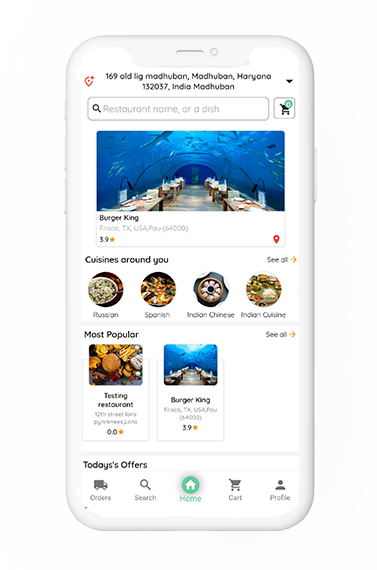 169 old lig madhuban, Madhuban, Haryana
132037, India Madhuban
Restaurant name, or a dish
0
Burger King
Frisco, TX, USA,Pau (64000)
3.9
Cuisines around you
See all
Russian
Spanish
Indian Chinese
Indian Cuisine
Most Popular
See all
Testing
restaurant
12th street lons
pyrenees,Lons
0.0
Burger King
Frisco, TX, USA,Pau
(64000)
3.9
Todays's Offers
Orders
Search
Home
Cart
Profile